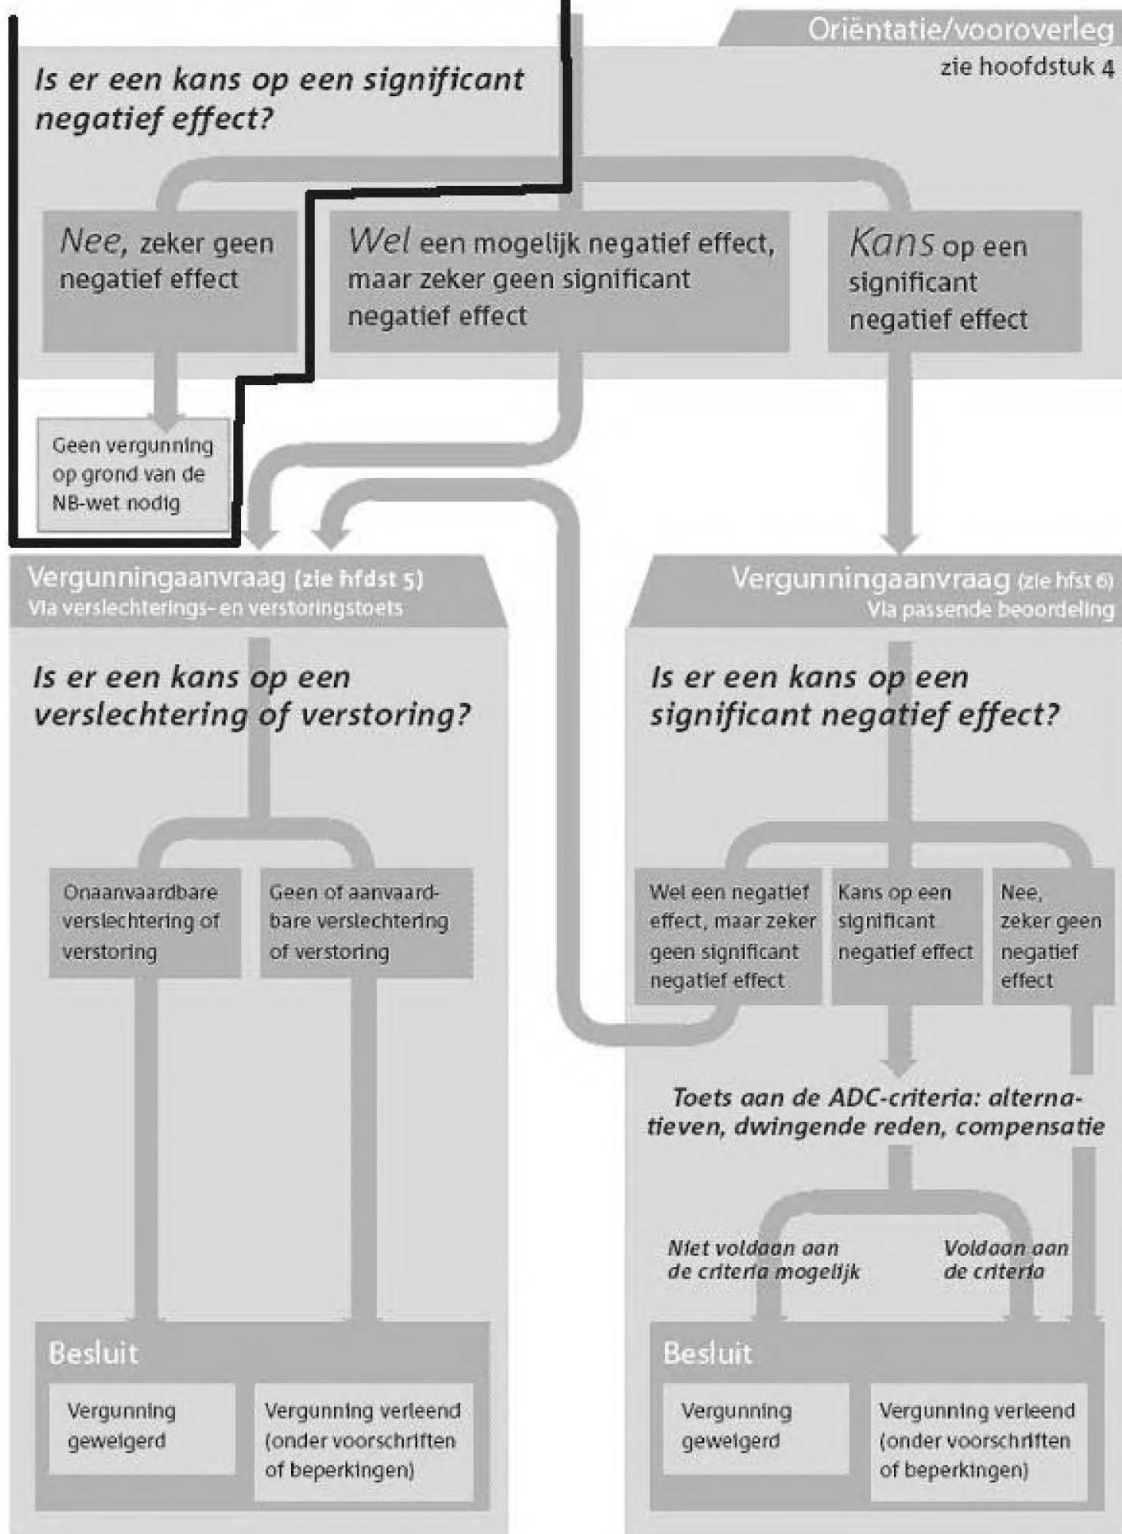 Oriëntatie/vooroverleg
zie hoofdstuk 4
Is er een kans op een significant
negatief effect?
Nee, zeker geen
negatief effect
Wel een mogelijk negatief effect,
maar zeker geen significant
negatief effect
Kans op een
significant
negatief effect
Geen vergunning
op grond van de
NB-wet nodig
Vergunningaanvraag (zie hfdst 5)
Via verslechterings- en verstoringstoets
Is er een kans op een
verslechtering of verstoring?
Onaanvaardbare
verslechtering of
verstoring
Geen of aanvaard-
bare verslechtering
of verstoring
Besluit
Vergunning
geweigerd
Vergunning verleend
(onder voorschriften
of beperkingen)
Vergunningaanvraag (zie hfst 6)
Via passende beoordeling
Is er een kans op een
significant negatief effect?
Wel een negatief
effect, maar zeker
geen significant
negatief effect
Kans op een
significant
negatief effect
Nee,
zeker geen
negatief
effect
Toets aan de ADC-criteria: alterna-
tieven, dwingende reden, compensatie
Niet voldaan aan
de criteria mogelijk
Voldaan aan
de criteria
Besluit
Vergunning
geweigerd
Vergunning verleend
(onder voorschriften
of beperkingen)